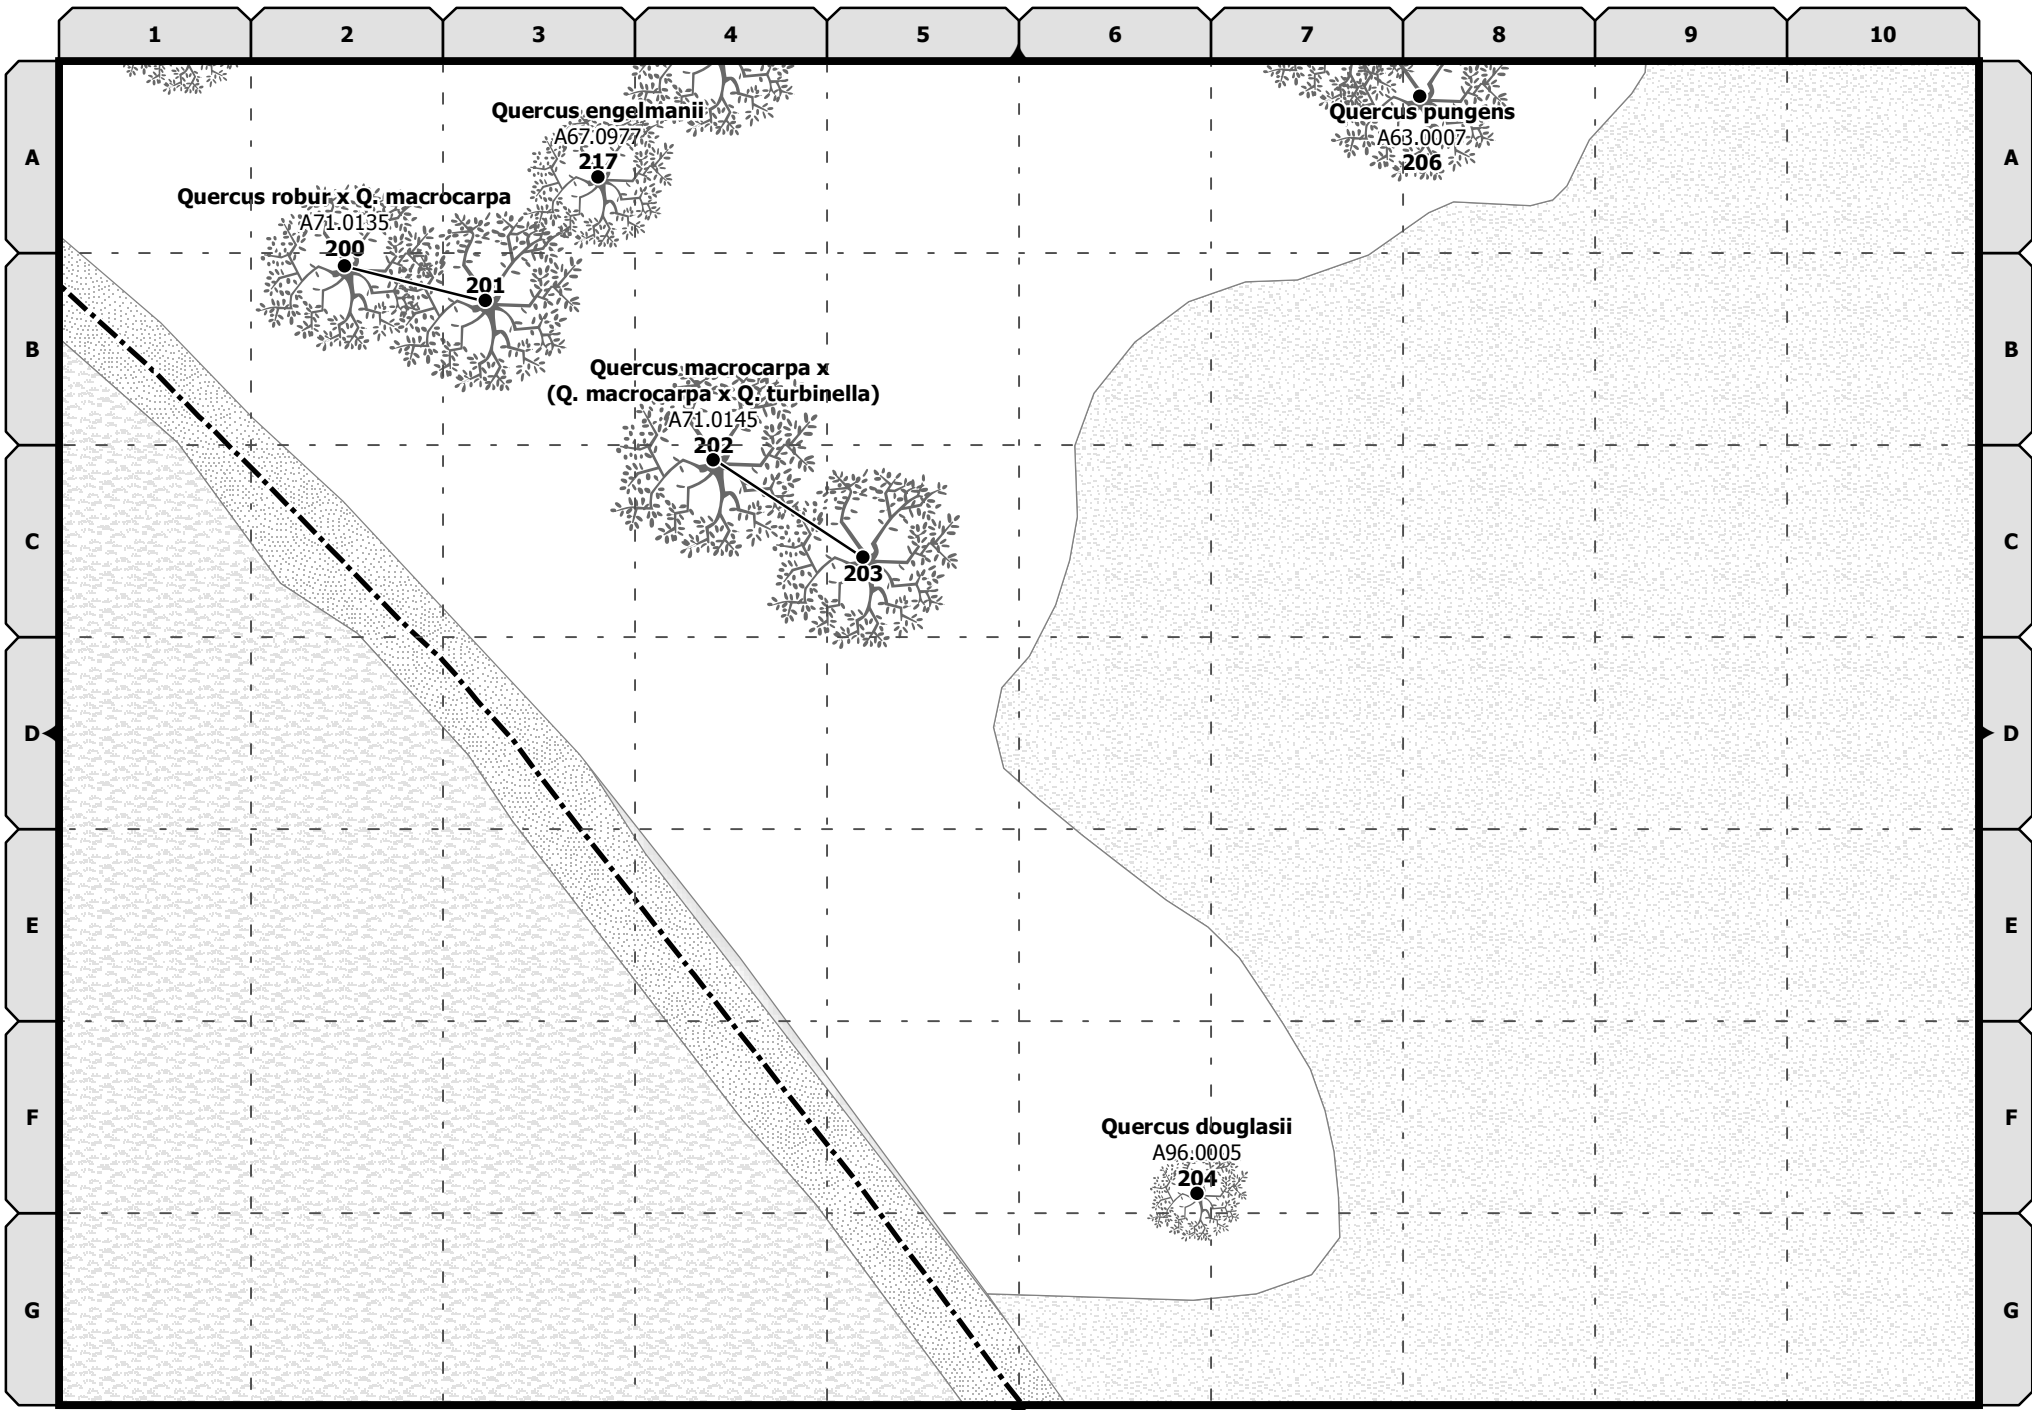 1 2 3 4 5 6 7 8 9 10
Quercus engelmanii
A67.0977
217
Quercus pungens
A63.0007
206
A A
Quercus robur x Q. macrocarpa
A71.0135
200
201
B B
Quercus macrocarpa x
(Q. macrocarpa x Q. turbinella)
A71.0145
202
203
C C
D D
E E
F F
Quercus douglasii
A96.0005
204
G G